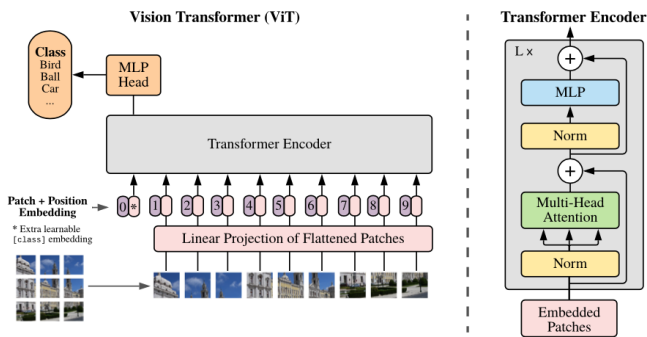 Vision Transformer (ViT)
Class
Bird
Ball
Car
...
MLP
Head
Transformer Encoder
Patch + Position
Embedding
0 * 1 2 3 4 5 6 7 8 9
* Extra learnable
[class] embedding
Linear Projection of Flattened Patches
Transformer Encoder
L ×
+
MLP
Norm
+
Multi-Head
Attention
Norm
Embedded
Patches